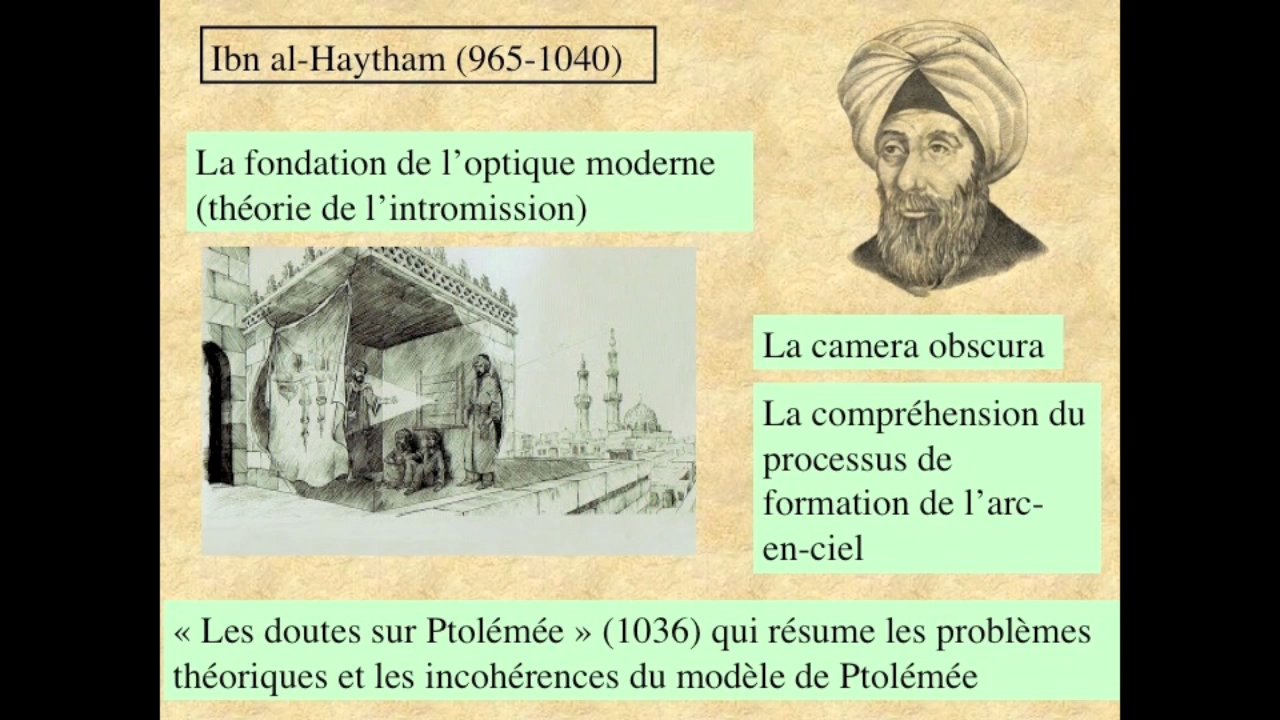 Ibn al-Haytham (965-1040)
La fondation de l’optique moderne
(théorie de l’intromission)
La camera obscura
La compréhension du
processus de
formation de l’arc-
en-ciel
« Les doutes sur Ptolémée » (1036) qui résume les problèmes
théoriques et les incohérences du modèle de Ptolémée